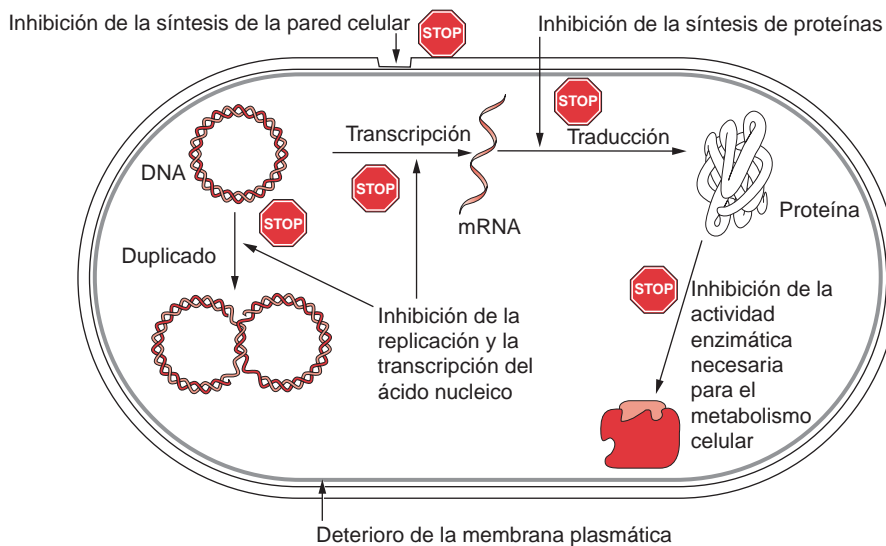 Inhibición de la síntesis de la pared celular
STOP
Inhibición de la síntesis de proteínas
STOP
Transcripción
Traducción
DNA
STOP
mRNA
Proteína
STOP
Duplicado
STOP
Inhibición de la
replicación y la
transcripción del
ácido nucleico
Inhibición de la
actividad
enzimática
necesaria
para el
metabolismo
celular
Deterioro de la membrana plasmática